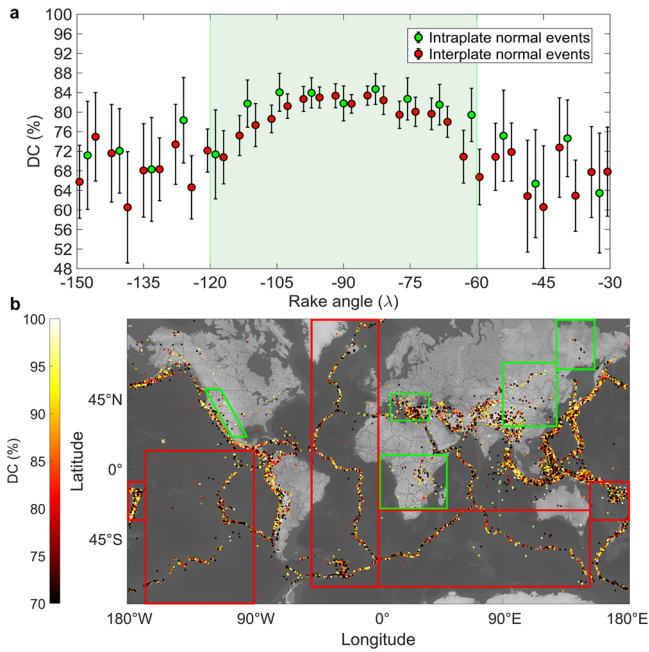 a
100
96
92
88
84
80
76
72
68
64
60
56
52
48
DC (%)
Intraplate normal events
Interplate normal events
-150 -135 -120 -105 -90 -75 -60 -45 -30
Rake angle (λ)
b
100
95
90
85
80
75
70
DC (%)
Latitude
45°N
0°
45°S
180°W 90°W 0° 90°E 180°E
Longitude